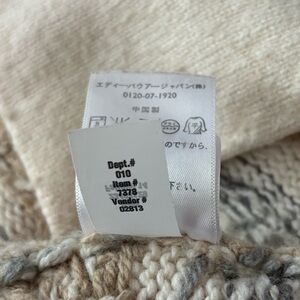 エディー・バウアー・ジャパン(株)
0120-07-1920
中国製
のですから、
下さい。
Dept.#
010
Item #
7378
Vendor #
02813